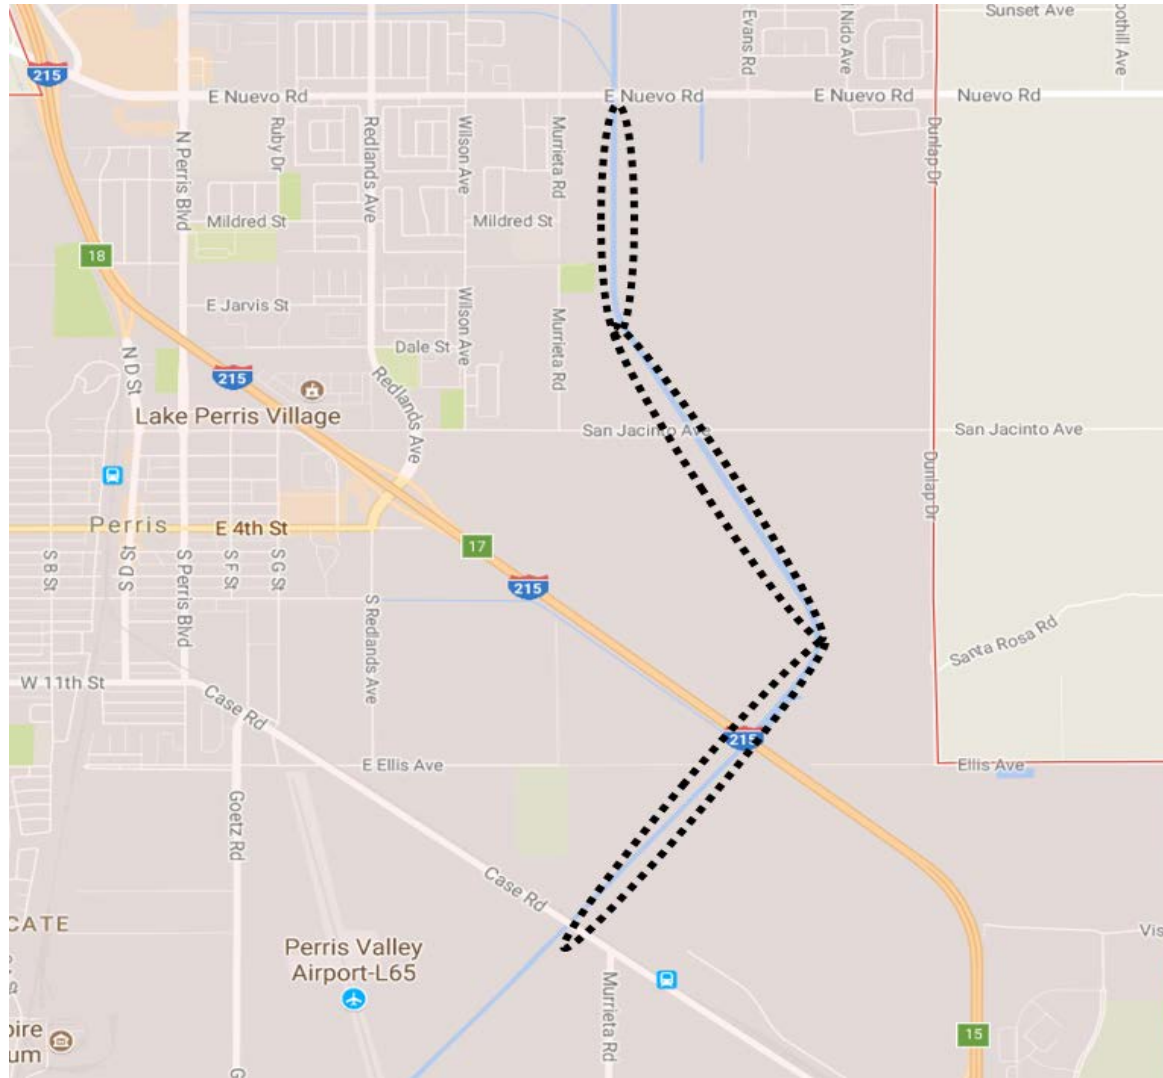 Sunset Ave
Evans Rd
Nido Ave
oothill Ave
215
E Nuevo Rd
E Nuevo Rd
E Nuevo Rd
Nuevo Rd
N Perris Blvd
Ruby Dr
Redlands Ave
Wilson Ave
Murrieta Rd
Dunlap Dr
Mildred St
Mildred St
18
E Jarvis St
Wilson Ave
Murrieta Rd
N D St
Dale St
215
Redlands Ave
Lake Perris Village
San Jacinto Ave
San Jacinto Ave
Dunlap Dr
Perris
E 4th St
17
S B St
S D St
S Perris Blvd
S F St
S G St
215
S Redlands Ave
Santa Rosa Rd
W 11th St
Case Rd
215
E Ellis Ave
Ellis Ave
Goetz Rd
Case Rd
CATE
Vis
Perris Valley
Airport-L65
Murrieta Rd
15
pire
um
G